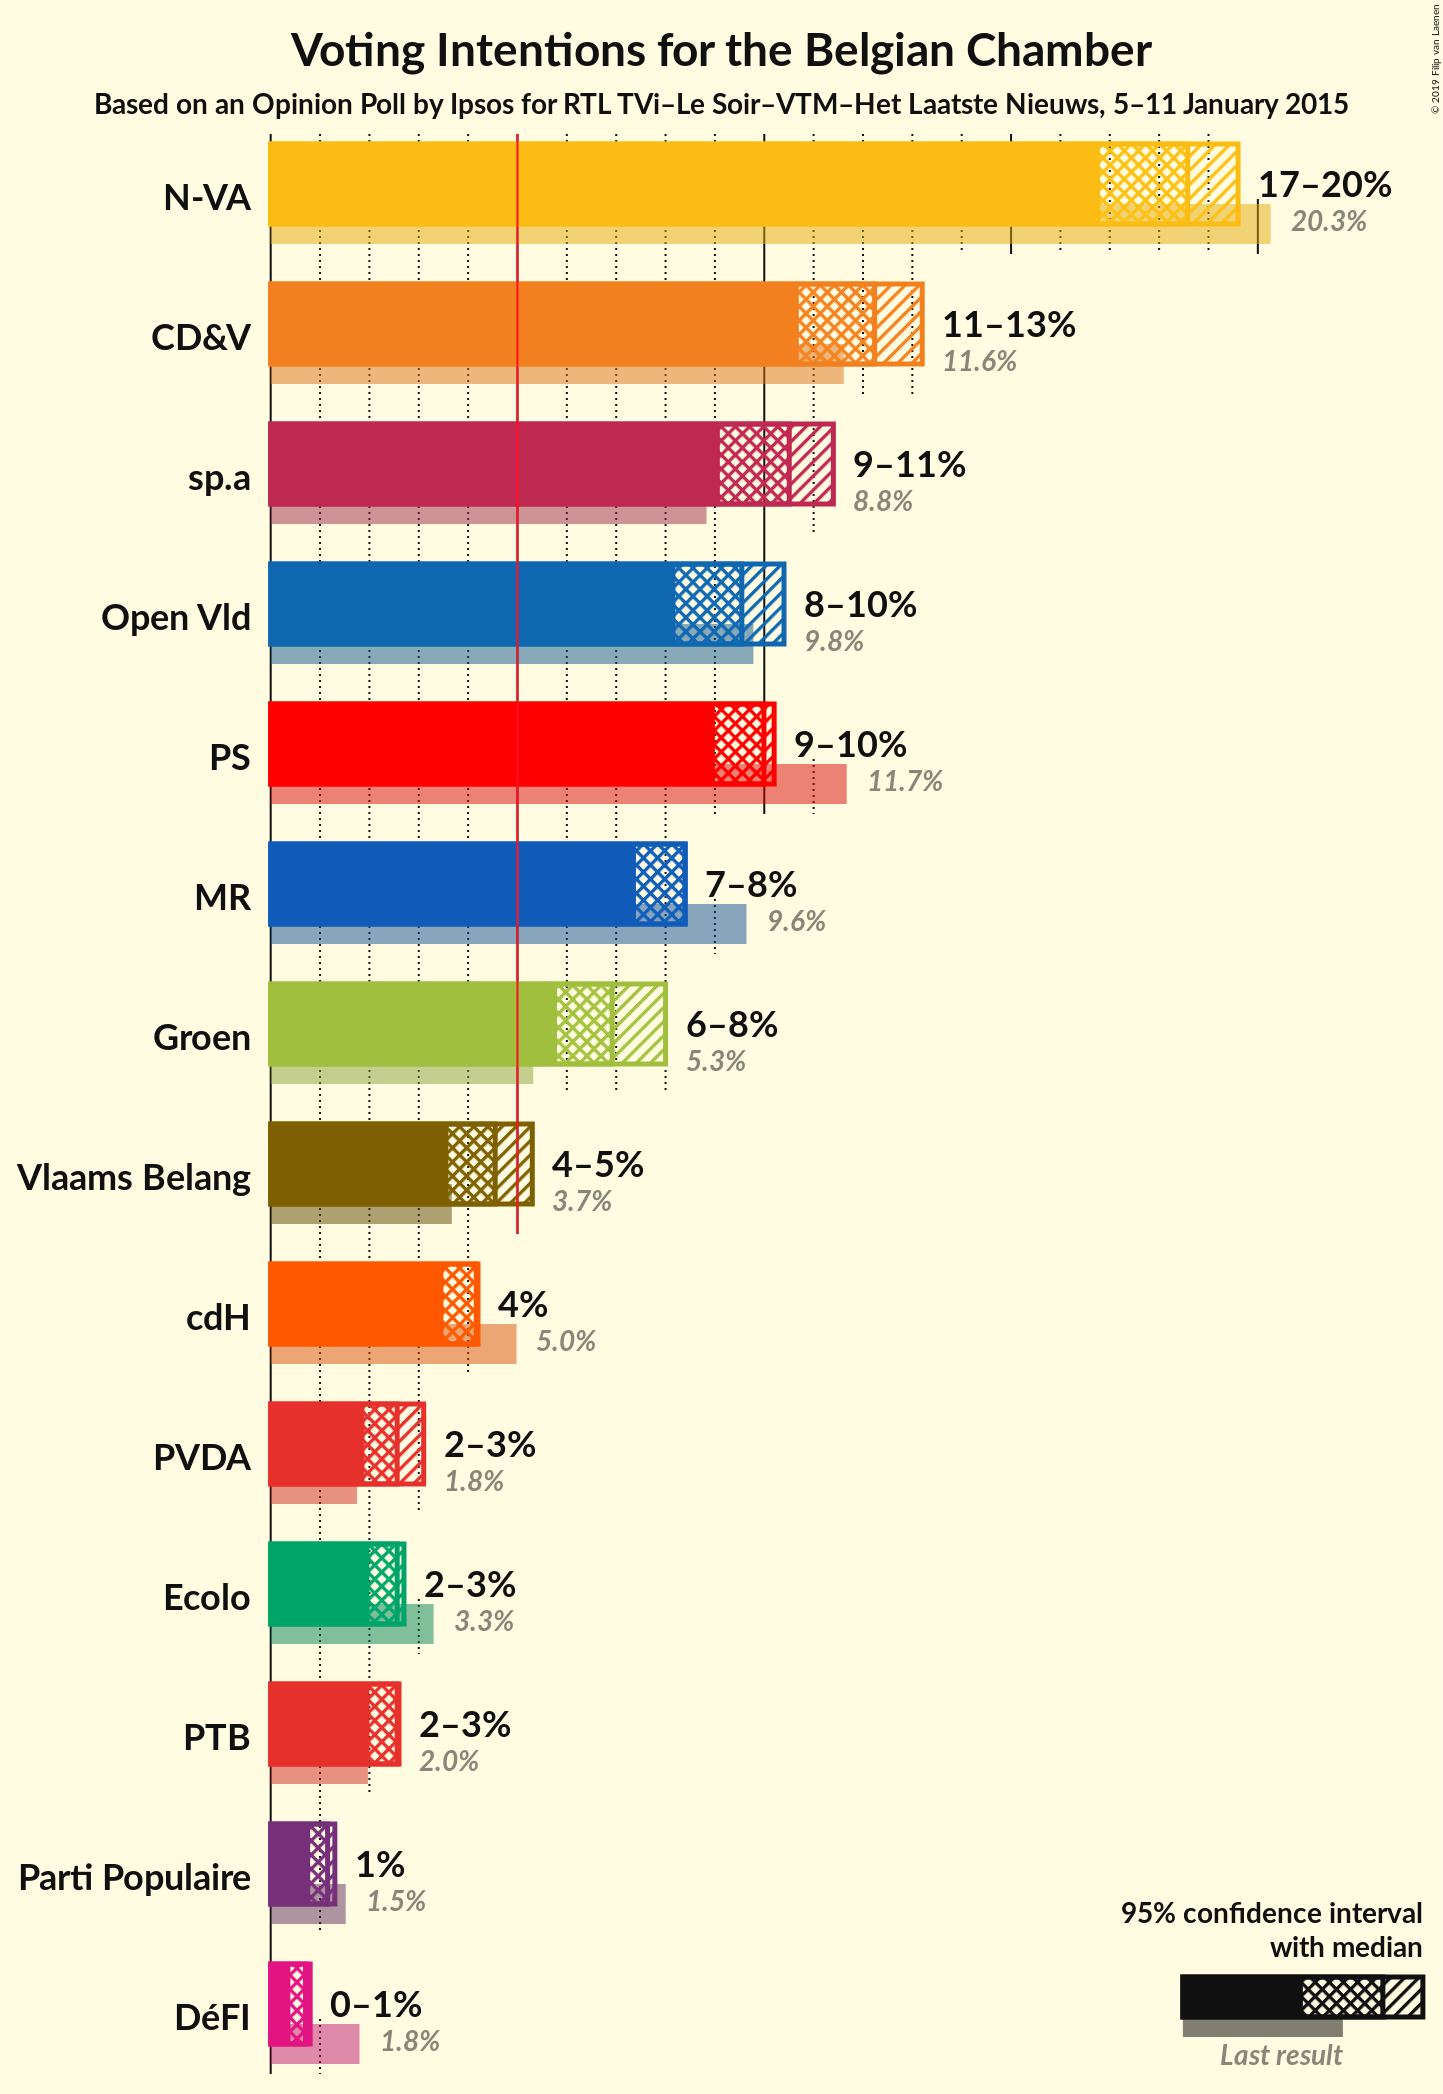 Voting Intentions for the Belgian Chamber
Based on an Opinion Poll by Ipsos for RTL TVi–Le Soir–VTM–Het Laatste Nieuws, 5–11 January 2015
© 2019 Filip van Laenen
N-VA
17–20%
20.3%
CD&V
11–13%
11.6%
sp.a
9–11%
8.8%
Open Vld
8–10%
9.8%
PS
9–10%
11.7%
MR
7–8%
9.6%
Groen
6–8%
5.3%
Vlaams Belang
4–5%
3.7%
cdH
4%
5.0%
PVDA
2–3%
1.8%
Ecolo
2–3%
3.3%
PTB
2–3%
2.0%
Parti Populaire
1%
1.5%
DéFI
0–1%
1.8%
95% confidence interval
with median
Last result